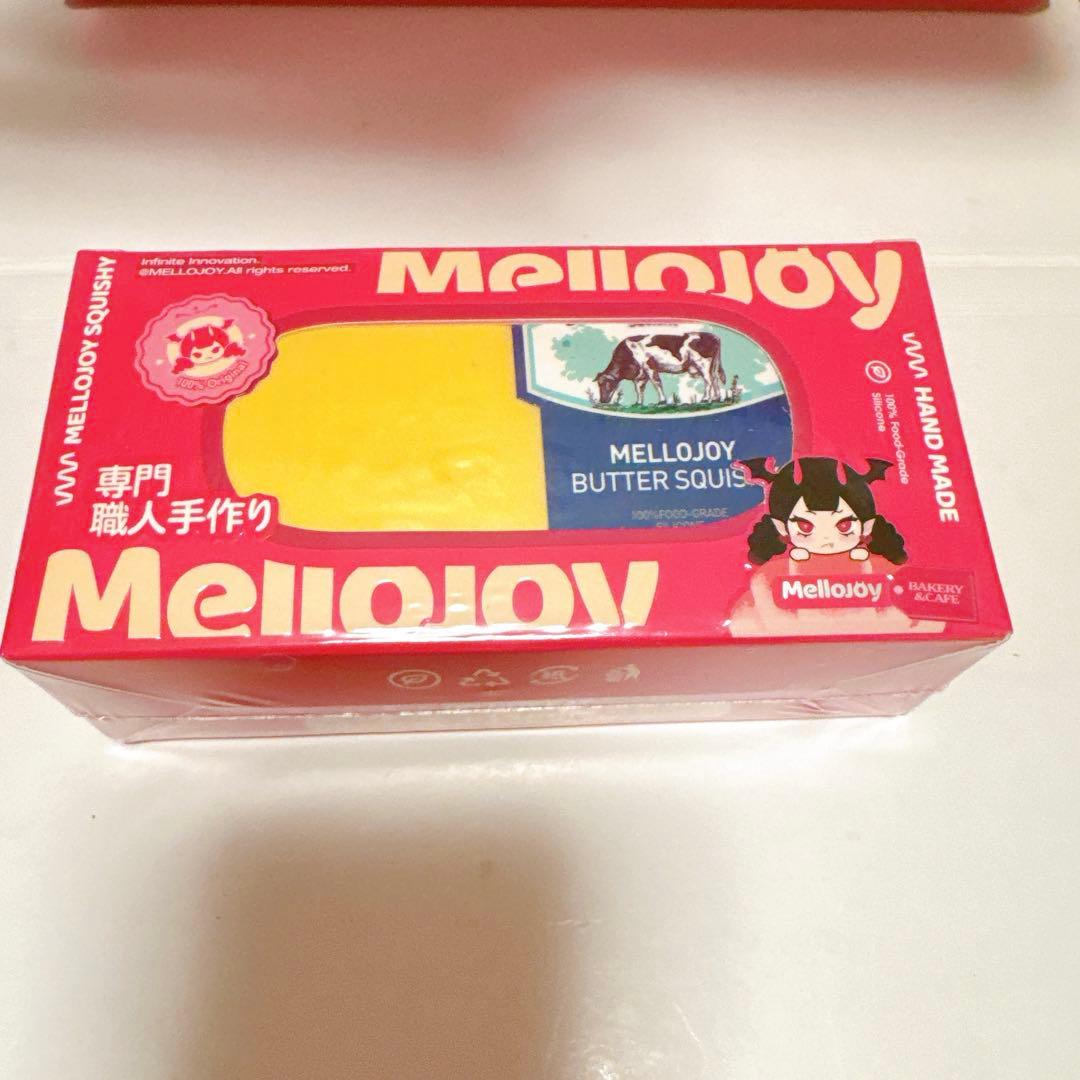 Infinite Innovation.
@MELLOJOY.All rights reserved.
Mellojoy
MELLOJOY SQUISHY
100% Original
HAND MADE
100% Food-Grade
Silicone
MELLOJOY
BUTTER SQUIS
100%FOOD-GRADE
SILICONE
専門
職人手作り
Mellojoy
Mellojoy
BAKERY
&CAFE